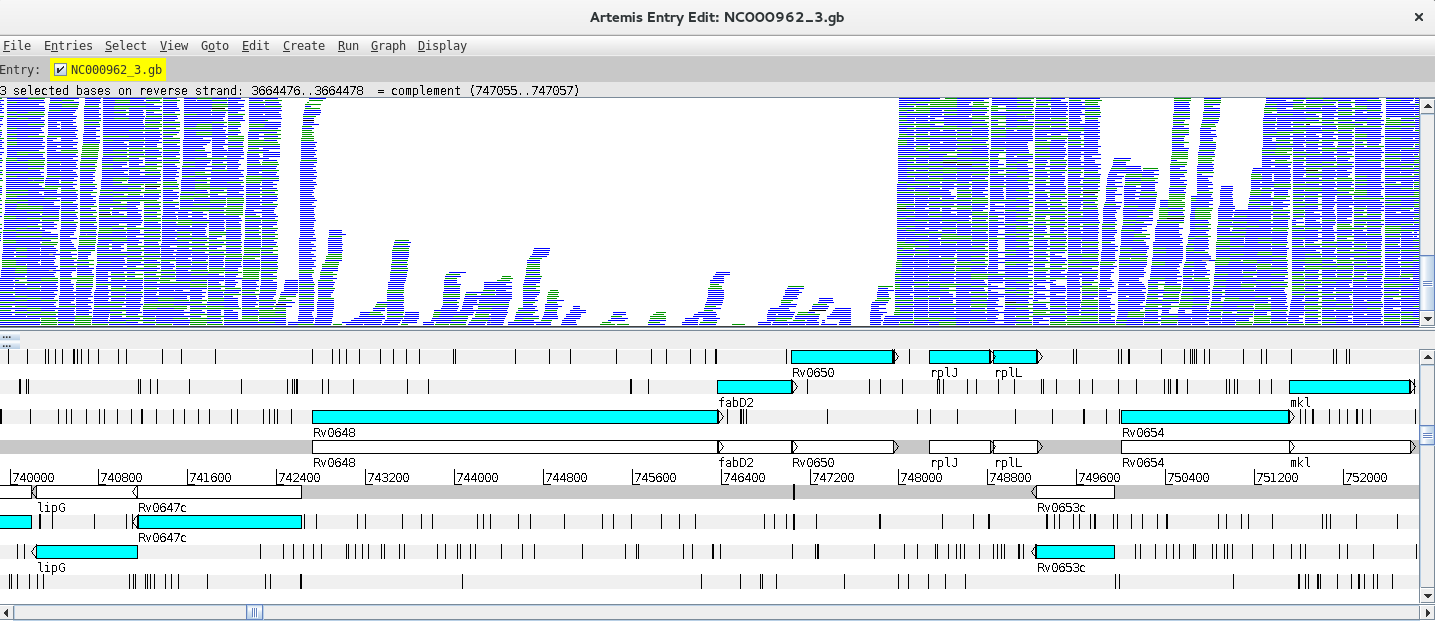 Artemis Entry Edit: NC000962_3.gb
File Entries Select View Goto Edit Create Run Graph Display
Entry: NC000962_3.gb
3 selected bases on reverse strand: 3664476..3664478 = complement (747055..747057)
Rv0650 rplJ rplL
fabD2 mkl
Rv0648 Rv0654
Rv0648 fabD2 Rv0650 rplJ rplL Rv0654 mkl
740000 740800 741600 742400 743200 744000 744800 745600 746400 747200 748000 748800 749600 750400 751200 752000
lipG Rv0647c Rv0653c
Rv0647c
lipG Rv0653c